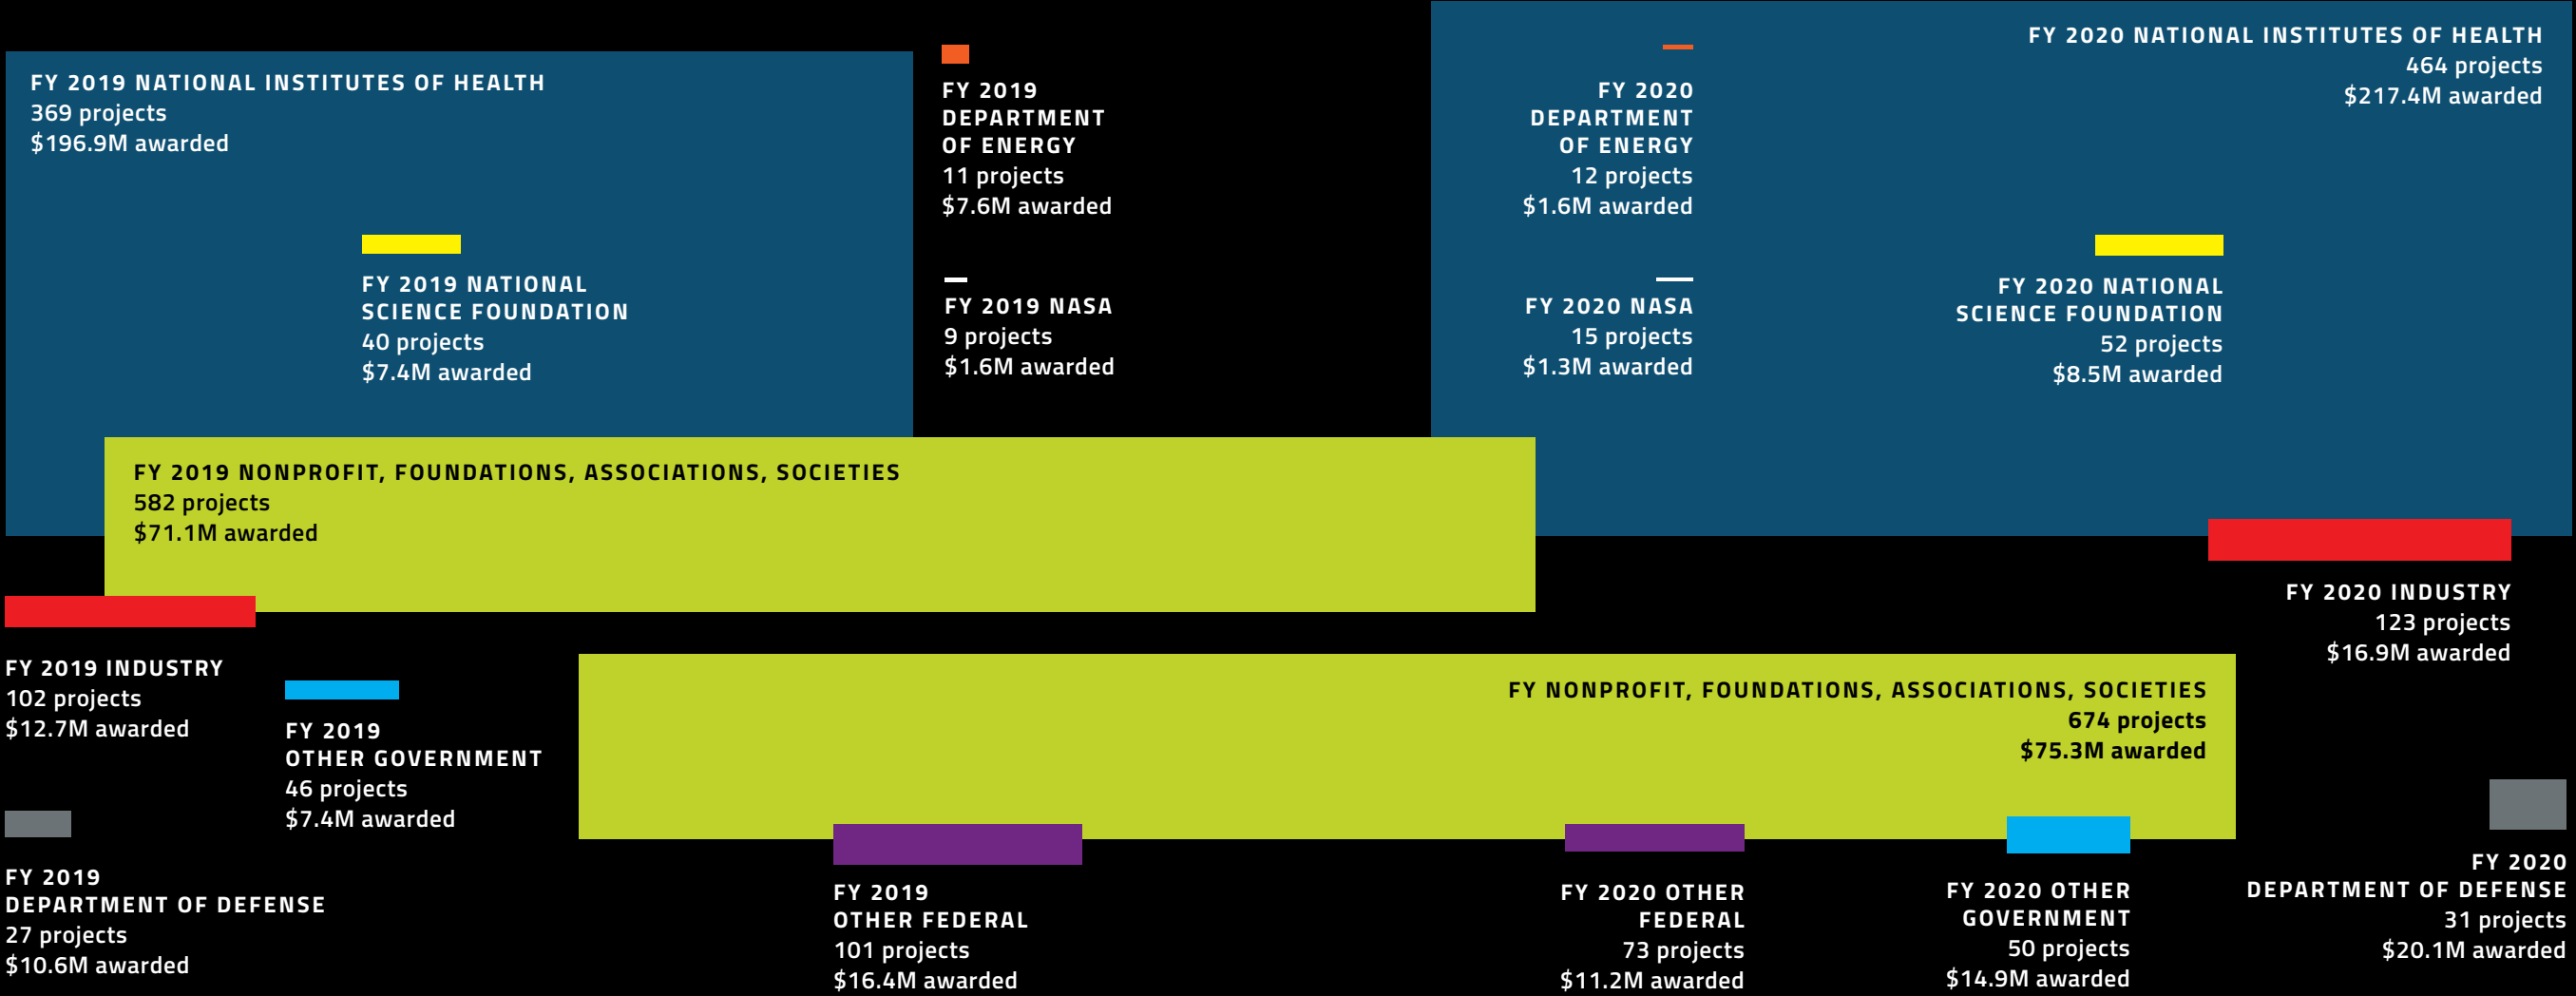 FY 2019 NATIONAL INSTITUTES OF HEALTH
369 projects
$196.9M awarded
FY 2019 NATIONAL
SCIENCE FOUNDATION
40 projects
$7.4M awarded
FY 2019
DEPARTMENT
OF ENERGY
11 projects
$7.6M awarded
FY 2019 NASA
9 projects
$1.6M awarded
FY 2020
DEPARTMENT
OF ENERGY
12 projects
$1.6M awarded
FY 2020 NASA
15 projects
$1.3M awarded
FY 2020 NATIONAL INSTITUTES OF HEALTH
464 projects
$217.4M awarded
FY 2020 NATIONAL
SCIENCE FOUNDATION
52 projects
$8.5M awarded
FY 2019 NONPROFIT, FOUNDATIONS, ASSOCIATIONS, SOCIETIES
582 projects
$71.1M awarded
FY 2019 INDUSTRY
102 projects
$12.7M awarded
FY 2019
OTHER GOVERNMENT
46 projects
$7.4M awarded
FY NONPROFIT, FOUNDATIONS, ASSOCIATIONS, SOCIETIES
674 projects
$75.3M awarded
FY 2020 INDUSTRY
123 projects
$16.9M awarded
FY 2019
DEPARTMENT OF DEFENSE
27 projects
$10.6M awarded
FY 2019
OTHER FEDERAL
101 projects
$16.4M awarded
FY 2020 OTHER
FEDERAL
73 projects
$11.2M awarded
FY 2020 OTHER
GOVERNMENT
50 projects
$14.9M awarded
FY 2020
DEPARTMENT OF DEFENSE
31 projects
$20.1M awarded